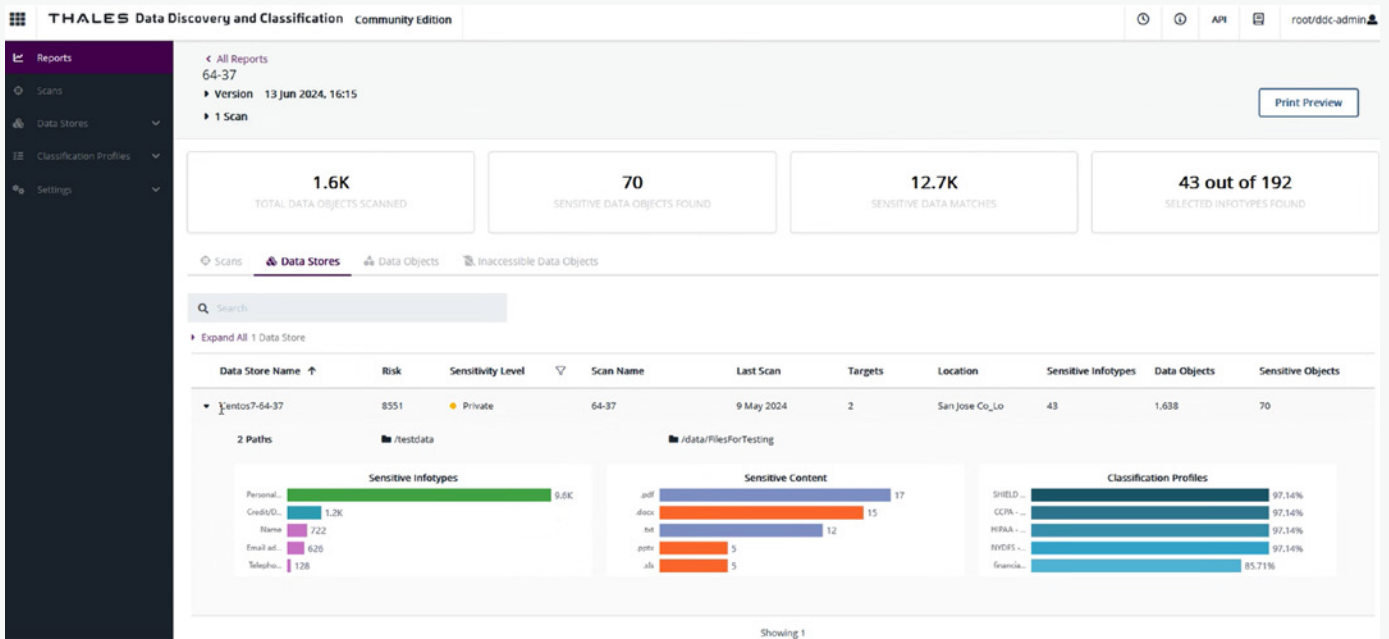 THALES Data Discovery and Classification Community Edition API root/ddc-admin
Reports
Scans
Data Stores
Classification Profiles
Settings
All Reports
64-37
Version 13 Jun 2024, 16:15
1 Scan
Print Preview
1.6K
TOTAL DATA OBJECTS SCANNED
70
SENSITIVE DATA OBJECTS FOUND
12.7K
SENSITIVE DATA MATCHES
43 out of 192
SELECTED INFOTYPES FOUND
Scans Data Stores Data Objects Inaccessible Data Objects
Search
Expand All 1 Data Store
Data Store Name Risk Sensitivity Level Scan Name Last Scan Targets Location Sensitive Infotypes Data Objects Sensitive Objects
Centos7-64-37 8551 Private 64-37 9 May 2024 2 San Jose Co_Lo 43 1,638 70
2 Paths /testdata /data/FilesForTesting
Sensitive Infotypes
Personal... 9.6K
Credit/D... 1.2K
Name 722
Email ad... 626
Telepho... 128
Sensitive Content
.pdf 17
.docx 15
.txt 12
.pptx 5
.xls 5
Classification Profiles
SHIELD ... 97.14%
CCPA - ... 97.14%
HIPAA - ... 97.14%
NYDFS - ... 97.14%
financia... 85.71%
Showing 1